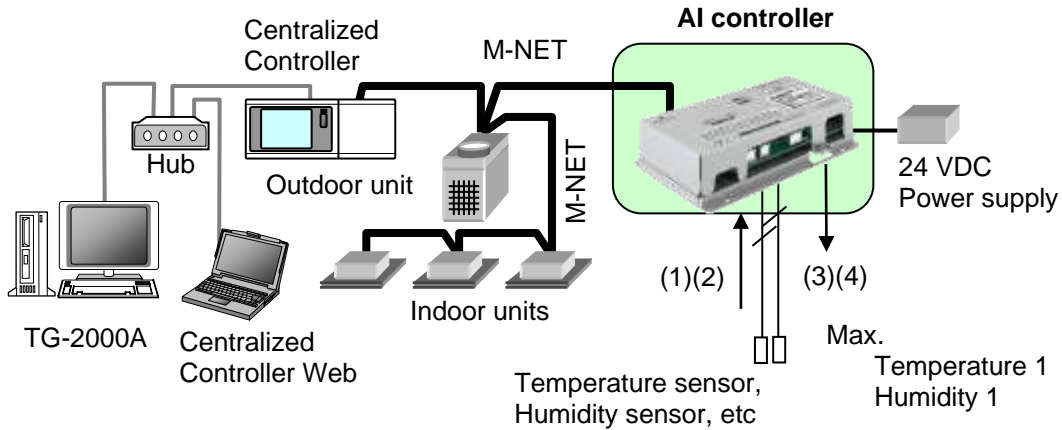 AI controller
Centralized
Controller
M-NET
Hub
Outdoor unit
M-NET
24 VDC
Power supply
(1)(2)
(3)(4)
Indoor units
TG-2000A
Centralized
Controller Web
Max.
Temperature 1
Humidity 1
Temperature sensor,
Humidity sensor, etc